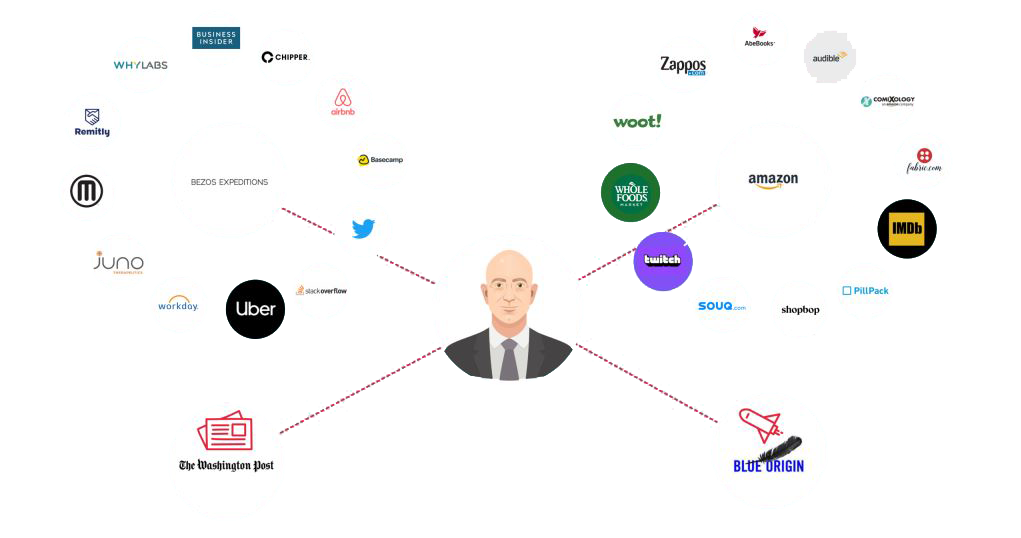 BUSINESS
INSIDER
WHYLABS
CHIPPER
airbnb
Remitly
Basecamp
BEZOS EXPEDITIONS
M
juno
THERAPEUTICS
workday.
Uber
stackoverflow
AbeBooks
Zappos
.com
audible
COMIXOLOGY
an amazon company
woot!
fabric.com
WHOLE
FOODS
MARKET
amazon
IMDb
twitch
SOUQ.com
shopbop
PillPack
The Washington Post
BLUE ORIGIN